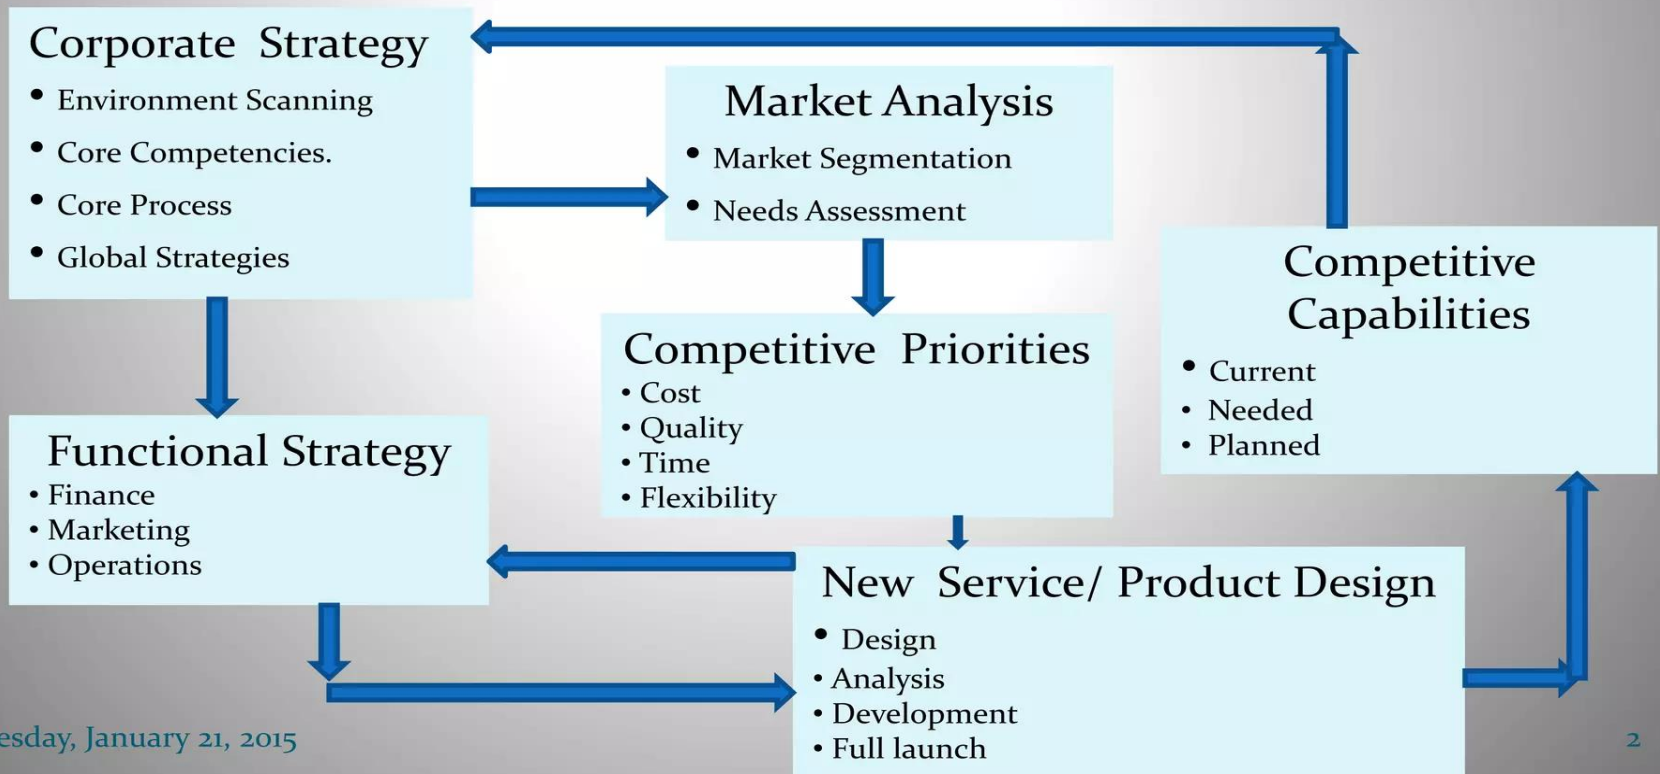 Corporate Strategy
• Environment Scanning
• Core Competencies.
• Core Process
• Global Strategies
Market Analysis
• Market Segmentation
• Needs Assessment
Competitive
Capabilities
• Current
• Needed
• Planned
Competitive Priorities
• Cost
• Quality
• Time
• Flexibility
Functional Strategy
• Finance
• Marketing
• Operations
New Service/ Product Design
• Design
• Analysis
• Development
• Full launch
esday, January 21, 2015
2